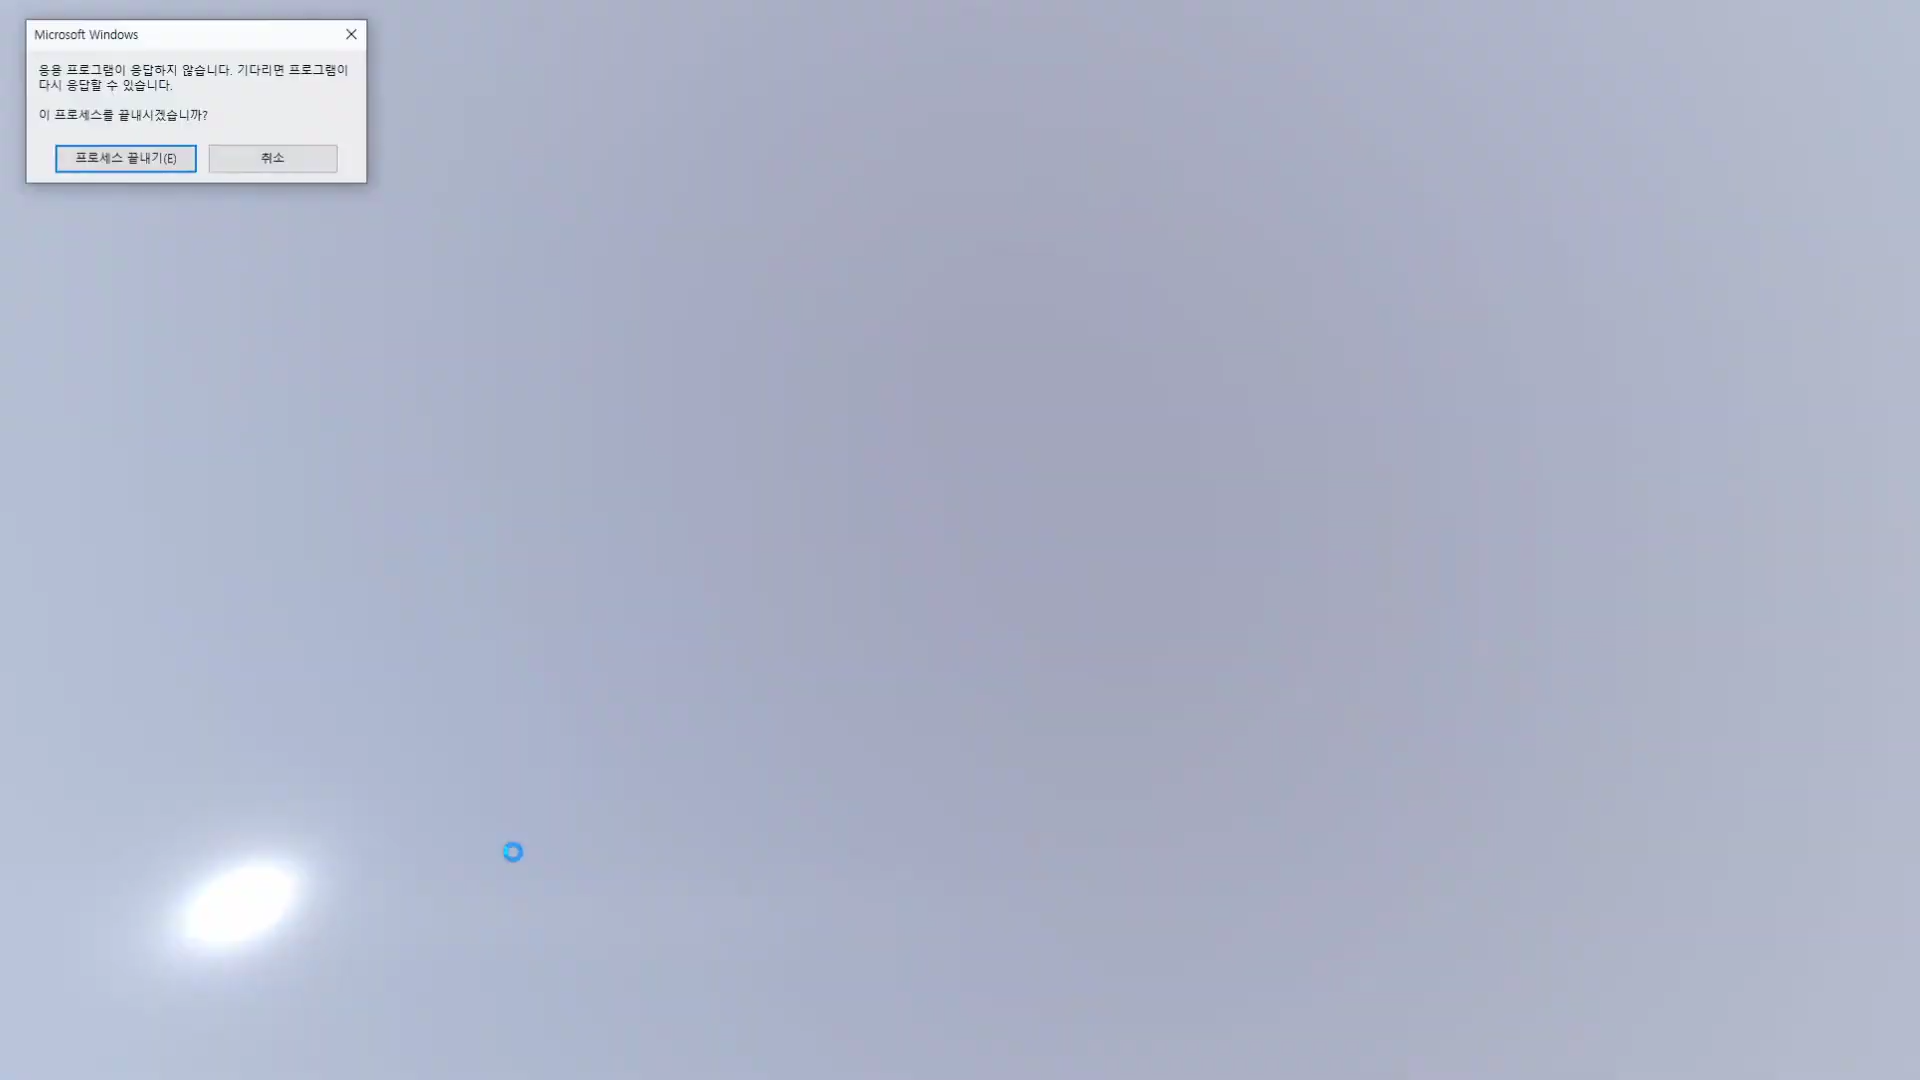 Microsoft Windows
응용 프로그램이 응답하지 않습니다. 기다리면 프로그램이
다시 응답할 수 있습니다.
이 프로세스를 끝내시겠습니까?
프로세스 끝내기(E)
취소